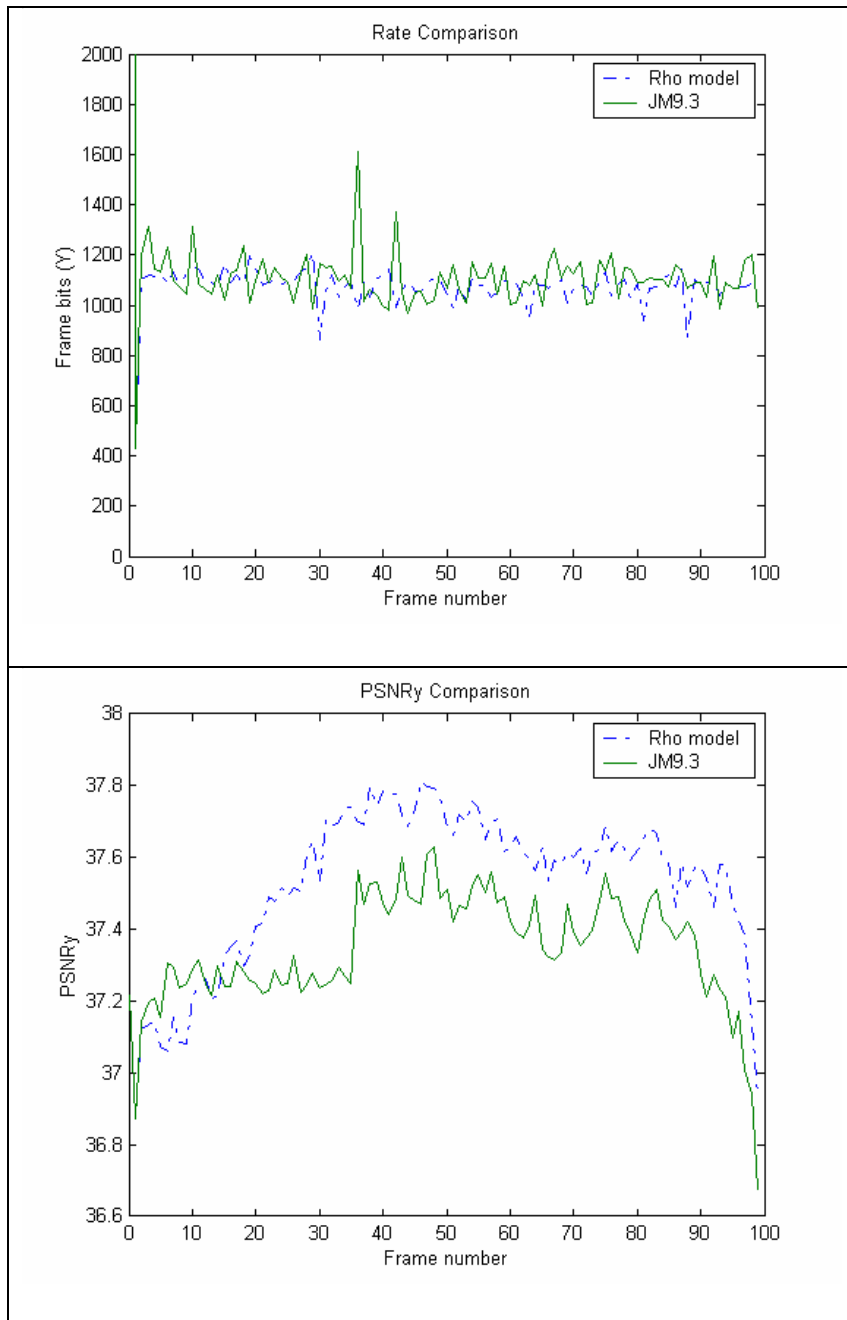 Rate Comparison
Rho model
JM9.3
2000
1800
1600
1400
1200
1000
800
600
400
200
0
Frame bits (Y)
0 10 20 30 40 50 60 70 80 90 100
Frame number
PSNRy Comparison
Rho model
JM9.3
38
37.8
37.6
37.4
37.2
37
36.8
36.6
PSNRy
0 10 20 30 40 50 60 70 80 90 100
Frame number